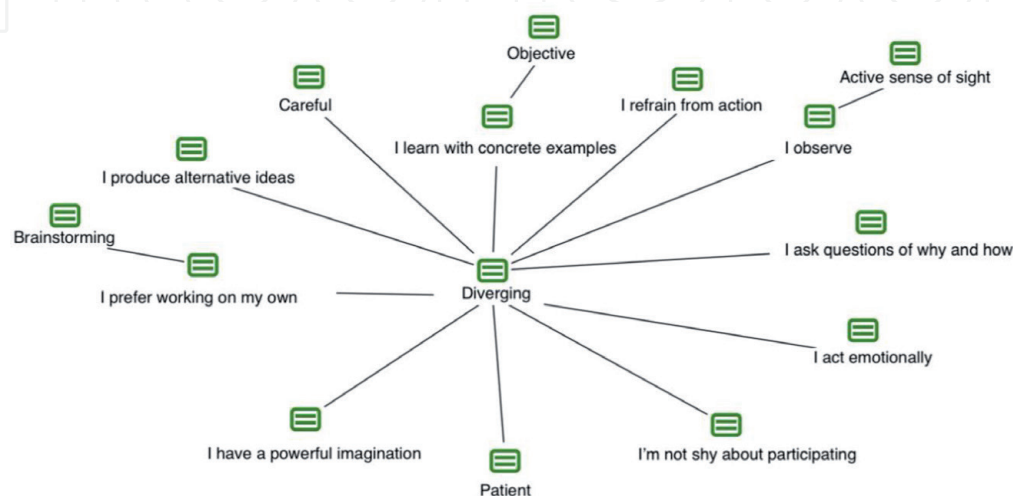 Objective
Active sense of sight
Careful
I refrain from action
I learn with concrete examples
I observe
I produce alternative ideas
Brainstorming
I ask questions of why and how
I prefer working on my own
Diverging
I act emotionally
I have a powerful imagination
I'm not shy about participating
Patient